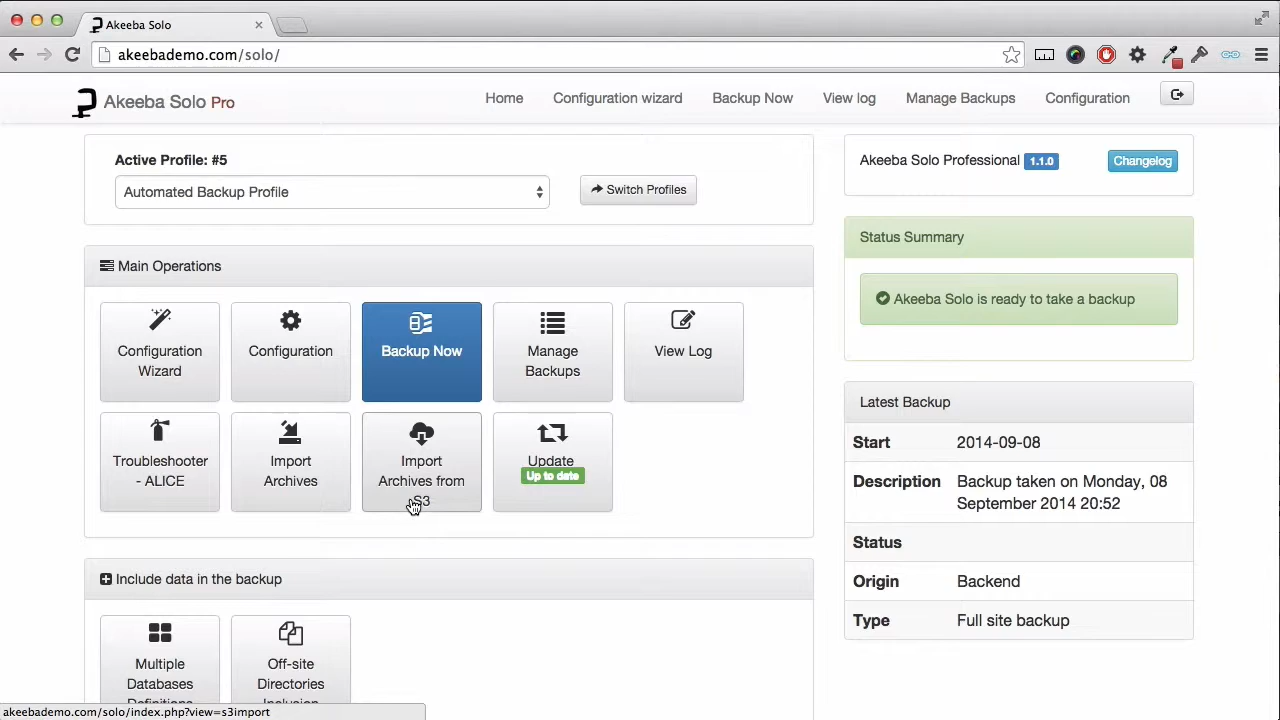 Akeeba Solo
akeebademo.com/solo/
Akeeba Solo Pro
Home
Configuration wizard
Backup Now
View log
Manage Backups
Configuration
Active Profile: #5
Automated Backup Profile
Switch Profiles
Akeeba Solo Professional 1.1.0
Changelog
Status Summary
Akeeba Solo is ready to take a backup
Main Operations
Configuration
Wizard
Configuration
Backup Now
Manage
Backups
View Log
Troubleshooter
- ALICE
Import
Archives
Import
Archives from
S3
Update
Up to date
Latest Backup
Start 2014-09-08
Description Backup taken on Monday, 08
September 2014 20:52
Status
Origin Backend
Type Full site backup
Include data in the backup
Multiple
Databases
Definitions
Off-site
Directories
Inclusion
akeebademo.com/solo/index.php?view=s3import